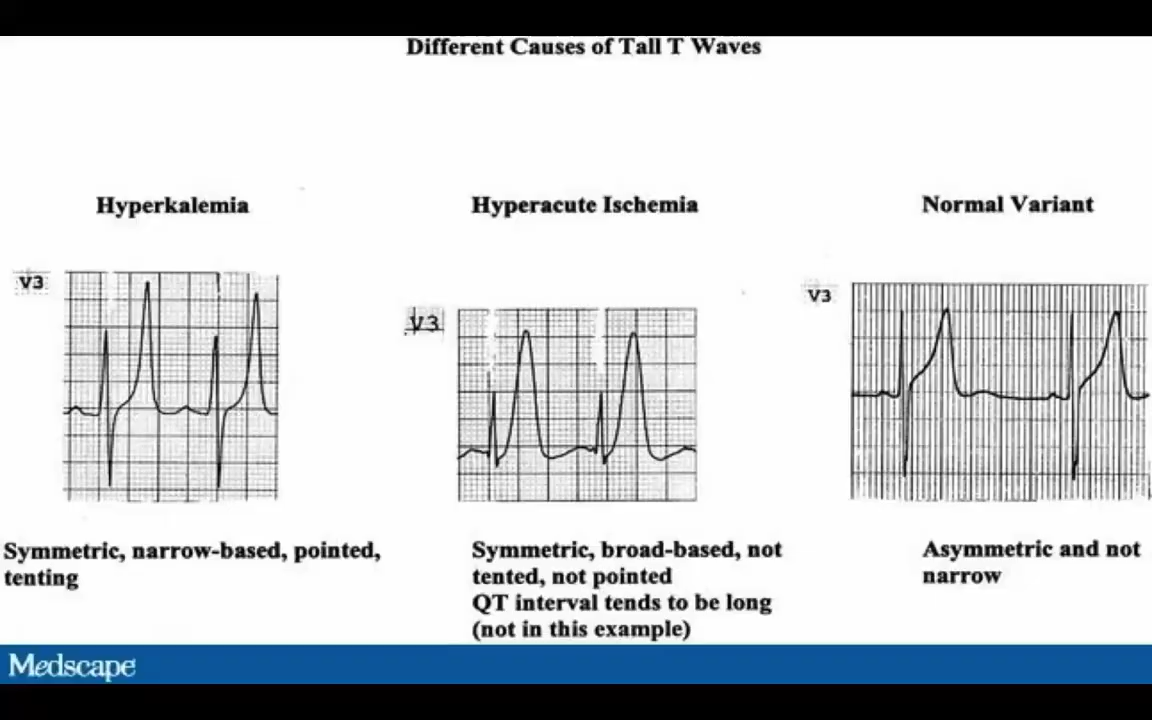 Different Causes of Tall T Waves
Hyperkalemia
Hyperacute Ischemia
Normal Variant
V3
V3
V3
Symmetric, narrow-based, pointed,
tenting
Symmetric, broad-based, not
tented, not pointed
QT interval tends to be long
(not in this example)
Asymmetric and not
narrow
Medscape